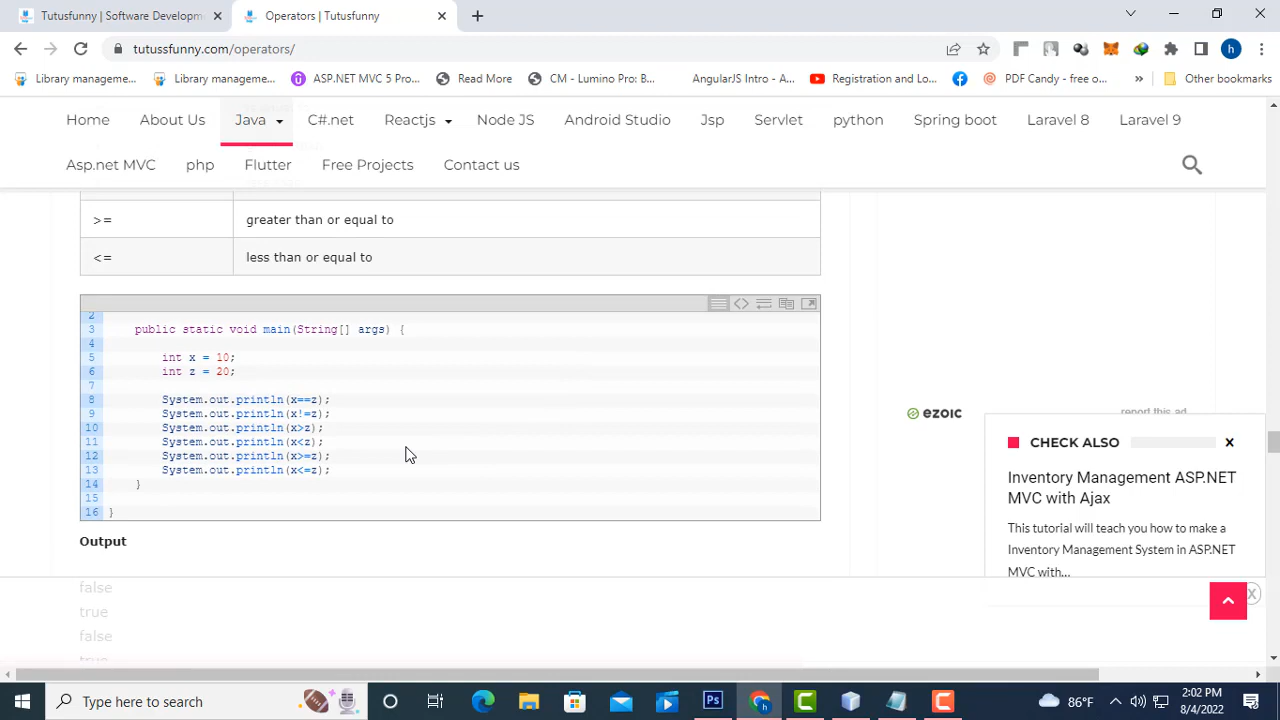 Tutusfunny | Software Developm
Operators | Tutusfunny
tutussfunny.com/operators/
h
Library manageme...
Library manageme...
ASP.NET MVC 5 Pro...
Read More
CM - Lumino Pro: B...
AngularJS Intro - A...
Registration and Lo...
PDF Candy - free o...
»
Other bookmarks
Home
About Us
Java
C#.net
Reactjs
Node JS
Android Studio
Jsp
Servlet
python
Spring boot
Laravel 8
Laravel 9
Asp.net MVC
php
Flutter
Free Projects
Contact us
>= greater than or equal to
<= less than or equal to
2
3 public static void main(String[] args) {
4
5 int x = 10;
6 int z = 20;
7
8 System.out.println(x==z);
9 System.out.println(x!=z);
10 System.out.println(x>z);
11 System.out.println(x<z);
12 System.out.println(x>=z);
13 System.out.println(x<=z);
14 }
15
16 }
Output
false
true
false
true
ezoic
report this ad
CHECK ALSO
Inventory Management ASP.NET
MVC with Ajax
This tutorial will teach you how to make a
Inventory Management System in ASP.NET
MVC with...
X
Type here to search
Ps
86°F
2:02 PM
8/4/2022